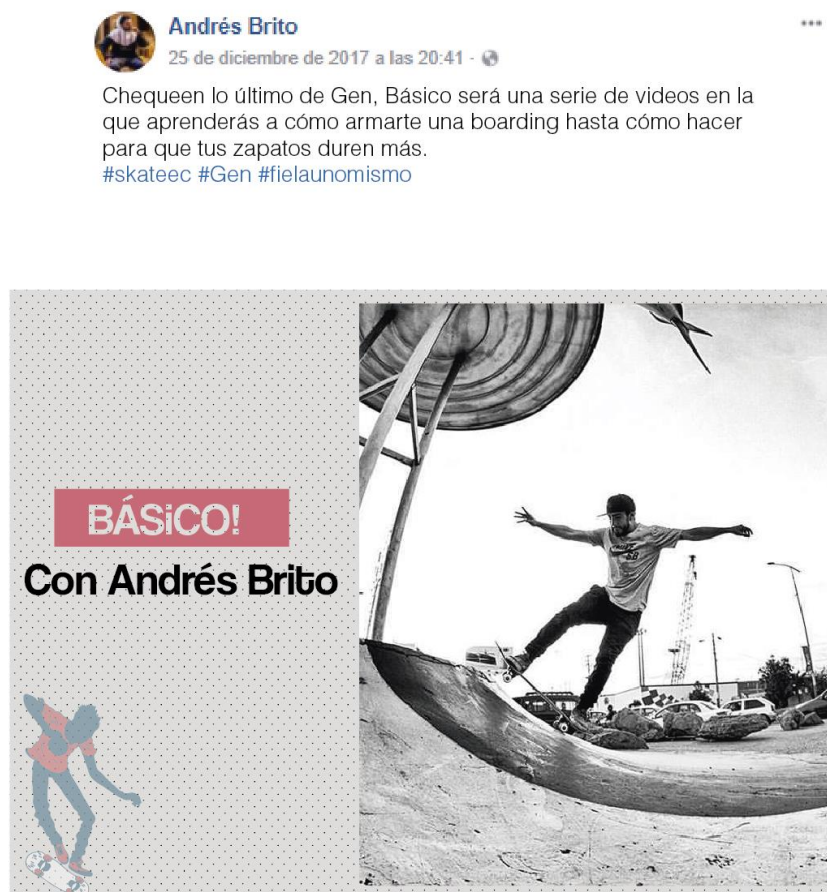 Andrés Brito
25 de diciembre de 2017 a las 20:41 ·
Chequeen lo último de Gen, Básico será una serie de videos en la
que aprenderás a cómo armarte una boarding hasta cómo hacer
para que tus zapatos duren más.
#skateec #Gen #fielaunomismo
BÁSiCO!
Con Andrés Brito